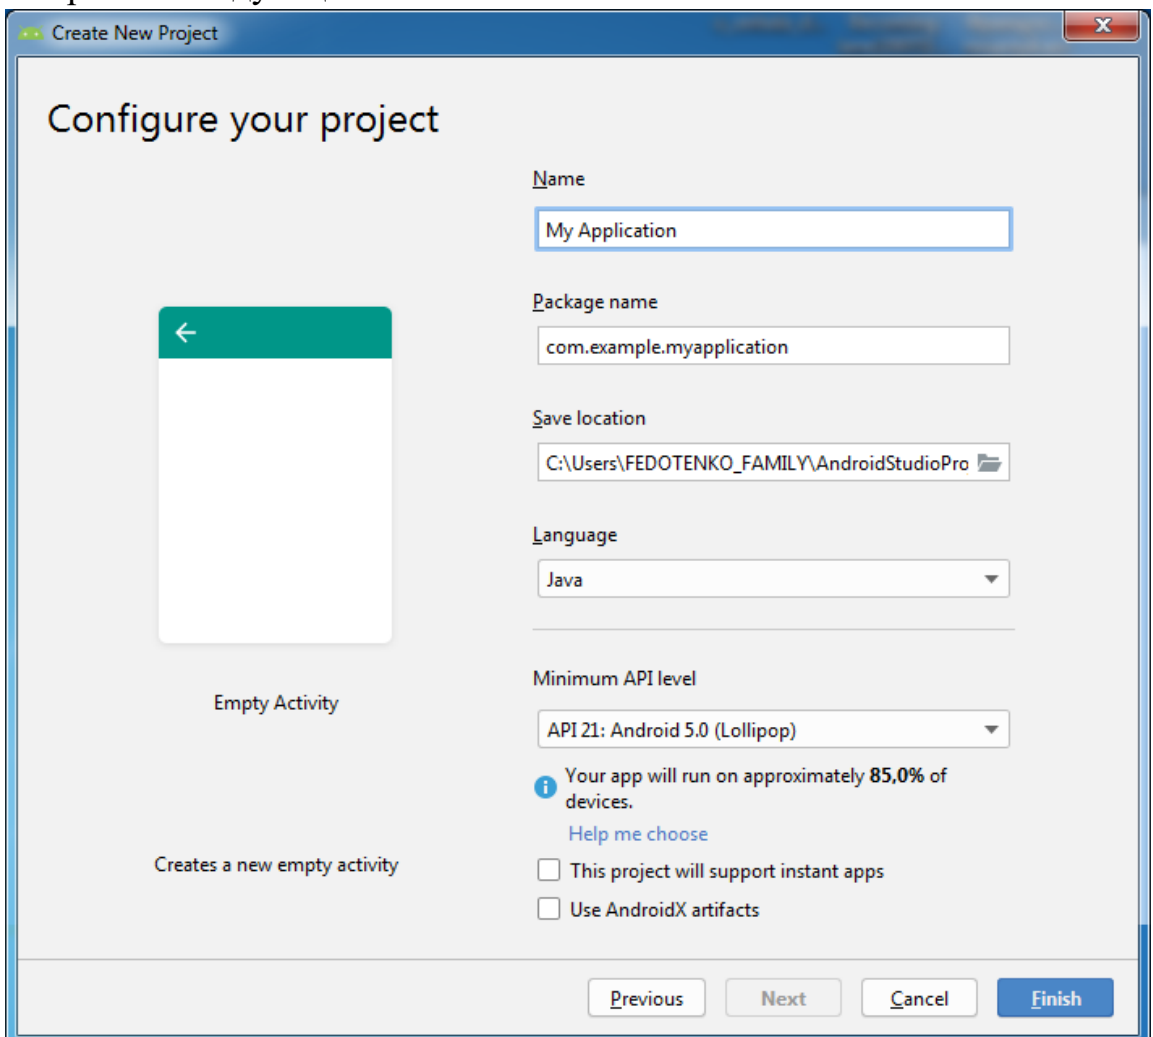 Create New Project
Configure your project
Name
My Application
Package name
com.example.myapplication
Save location
C:\Users\FEDOTENKO_FAMILY\AndroidStudioPro
Language
Java
Minimum API level
Empty Activity
API 21: Android 5.0 (Lollipop)
Your app will run on approximately 85,0% of
devices.
Help me choose
Creates a new empty activity
This project will support instant apps
Use AndroidX artifacts
Previous
Next
Cancel
Finish